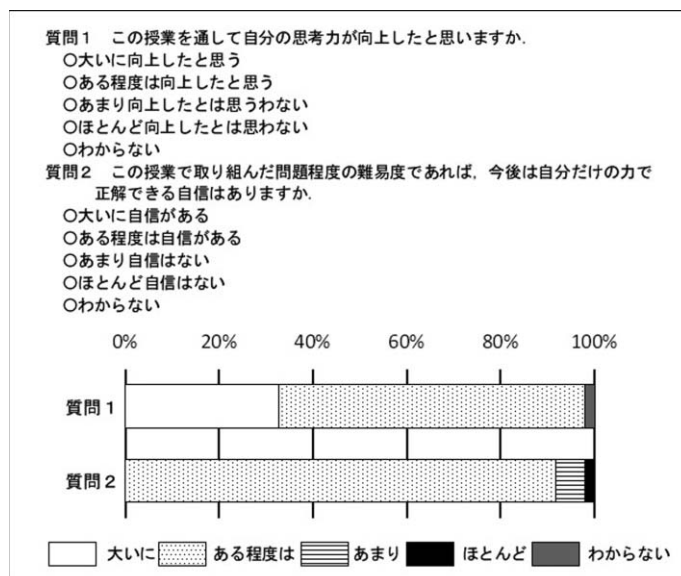 質問１　この授業を通して自分の思考力が向上したと思いますか.
○大いに向上したと思う
○ある程度は向上したと思う
○あまり向上したとは思うわない
○ほとんど向上したとは思わない
○わからない
質問２　この授業で取り組んだ問題程度の難易度であれば，今後は自分だけの力で
正解できる自信はありますか.
○大いに自信がある
○ある程度は自信がある
○あまり自信はない
○ほとんど自信はない
○わからない
0% 20% 40% 60% 80% 100%
質問１
質問２
大いに ある程度は あまり ほとんど わからない